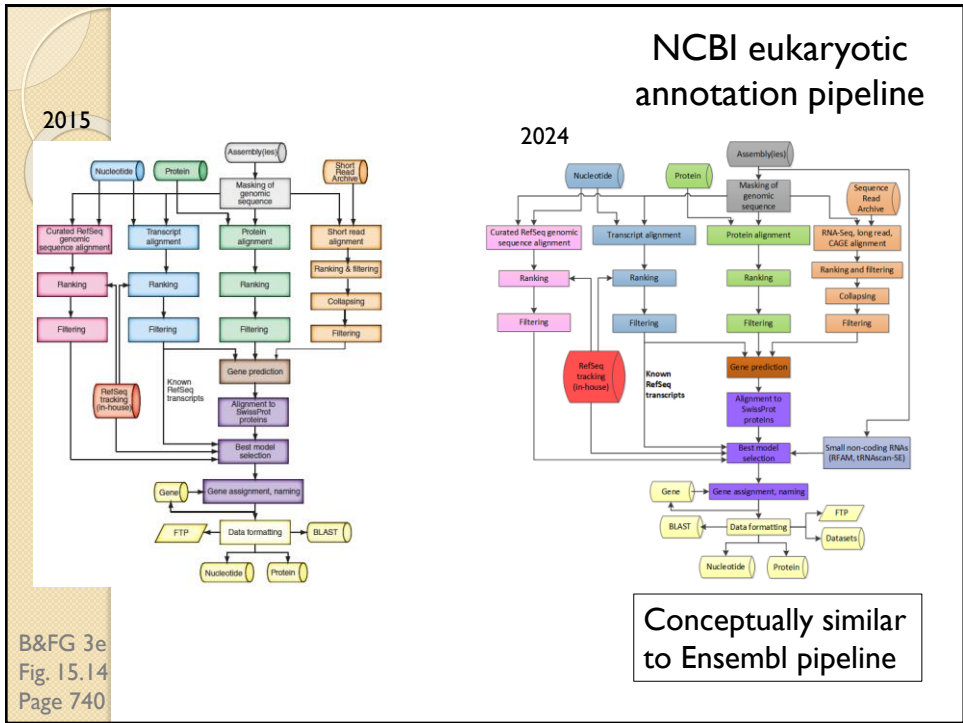 NCBI eukaryotic
annotation pipeline
2015
Assembly(ies)
Nucleotide
Protein
Short
Read
Archive
Masking of
genomic
sequence
Curated RefSeq
genomic
sequence alignment
Transcript
alignment
Protein
alignment
Short read
alignment
Ranking
Ranking
Ranking
Ranking & filtering
Collapsing
Filtering
Filtering
Filtering
Filtering
Gene prediction
RefSeq
tracking
(in-house)
Known
RefSeq
transcripts
Alignment to
SwissProt
proteins
Best model
selection
Gene
Gene assignment, naming
FTP
Data formatting
BLAST
Nucleotide
Protein
2024
Assembly(ies)
Nucleotide
Protein
Masking of
genomic
sequence
Sequence
Read
Archive
Curated RefSeq genomic
sequence alignment
Transcript alignment
Protein alignment
RNA-Seq, long read,
CAGE alignment
Ranking
Ranking
Ranking
Ranking and filtering
Collapsing
Filtering
Filtering
Filtering
Filtering
RefSeq
tracking
(in-house)
Known
RefSeq
transcripts
Gene prediction
Alignment to
SwissProt
proteins
Best model
selection
Small non-coding RNAs
(RFAM, tRNAscan-SE)
Gene
Gene assignment, naming
FTP
BLAST
Data formatting
Datasets
Nucleotide
Protein
Conceptually similar
to Ensembl pipeline
B&FG 3e
Fig. 15.14
Page 740